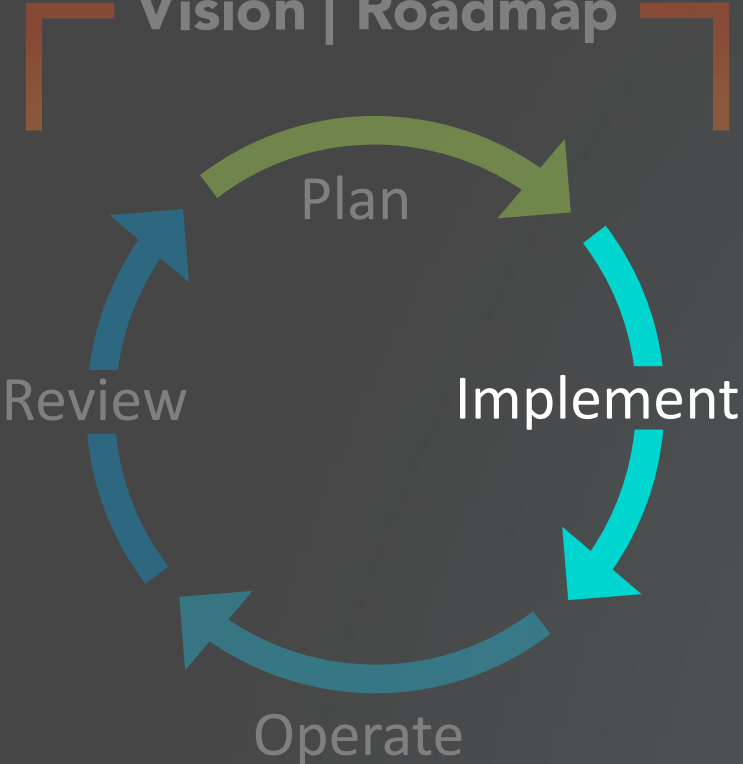 Vision | Roadmap
Plan
Review
Implement
Operate